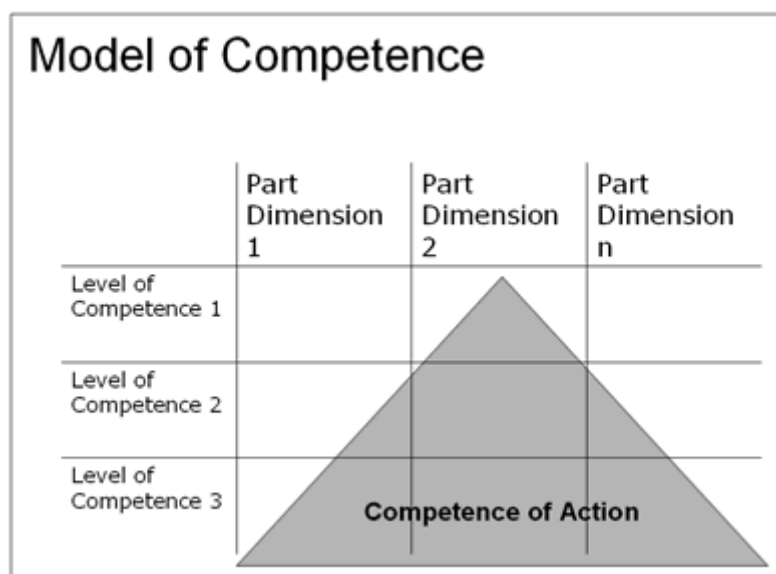 Model of Competence
Part
Dimension
1
Part
Dimension
2
Part
Dimension
n
Level of
Competence 1
Level of
Competence 2
Level of
Competence 3
Competence of Action